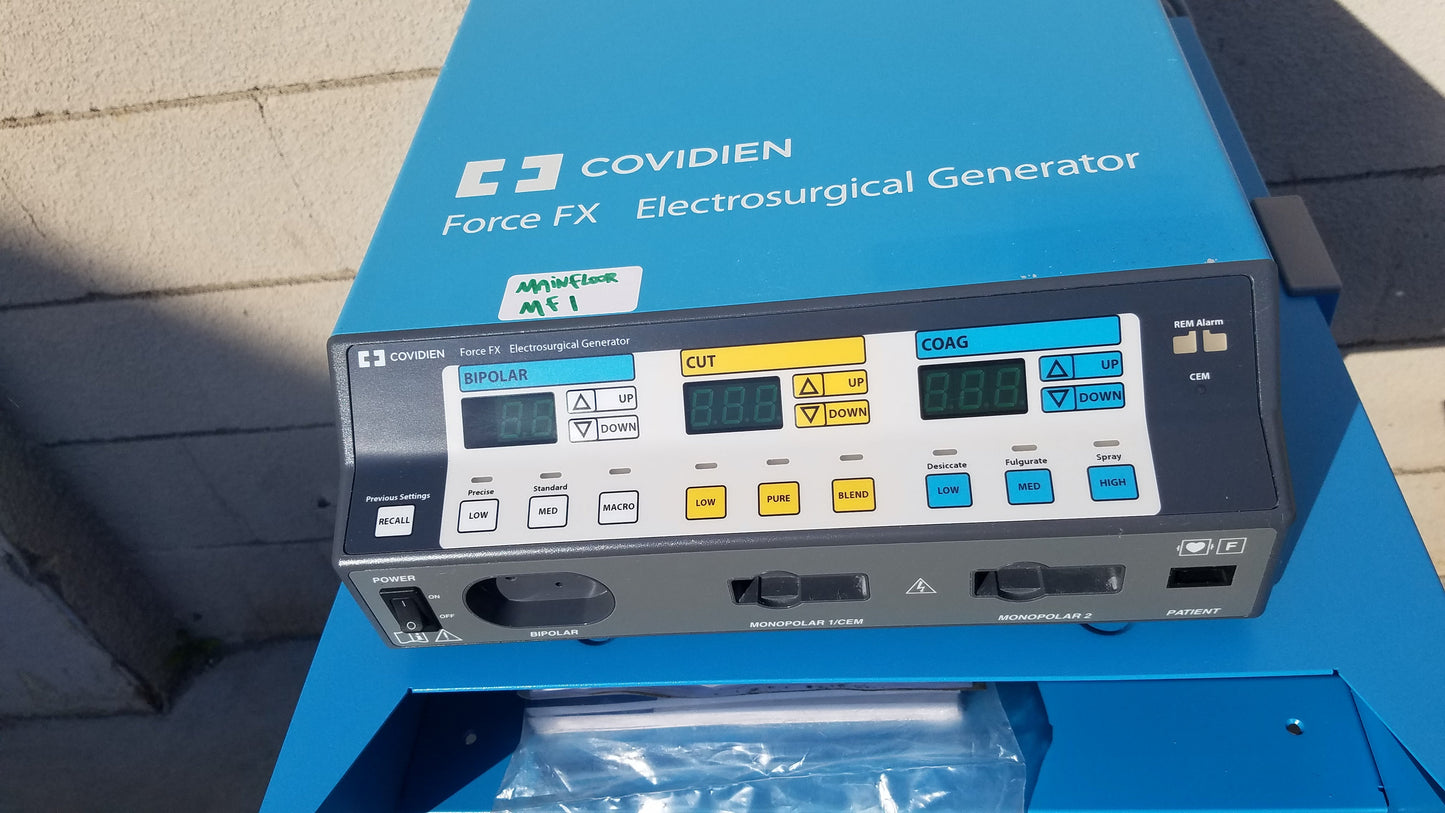 COVIDIEN
Force FX Electrosurgical Generator
MAINFLOOR
MF1
COVIDIEN Force FX Electrosurgical Generator
REM Alarm
CEM
BIPOLAR
UP
DOWN
CUT
UP
DOWN
COAG
UP
DOWN
Previous Settings
RECALL
Precise
LOW
Standard
MED
MACRO
LOW
PURE
BLEND
Desiccate
LOW
Fulgurate
MED
Spray
HIGH
POWER
ON
OFF
BIPOLAR
MONOPOLAR 1/CEM
MONOPOLAR 2
F
PATIENT